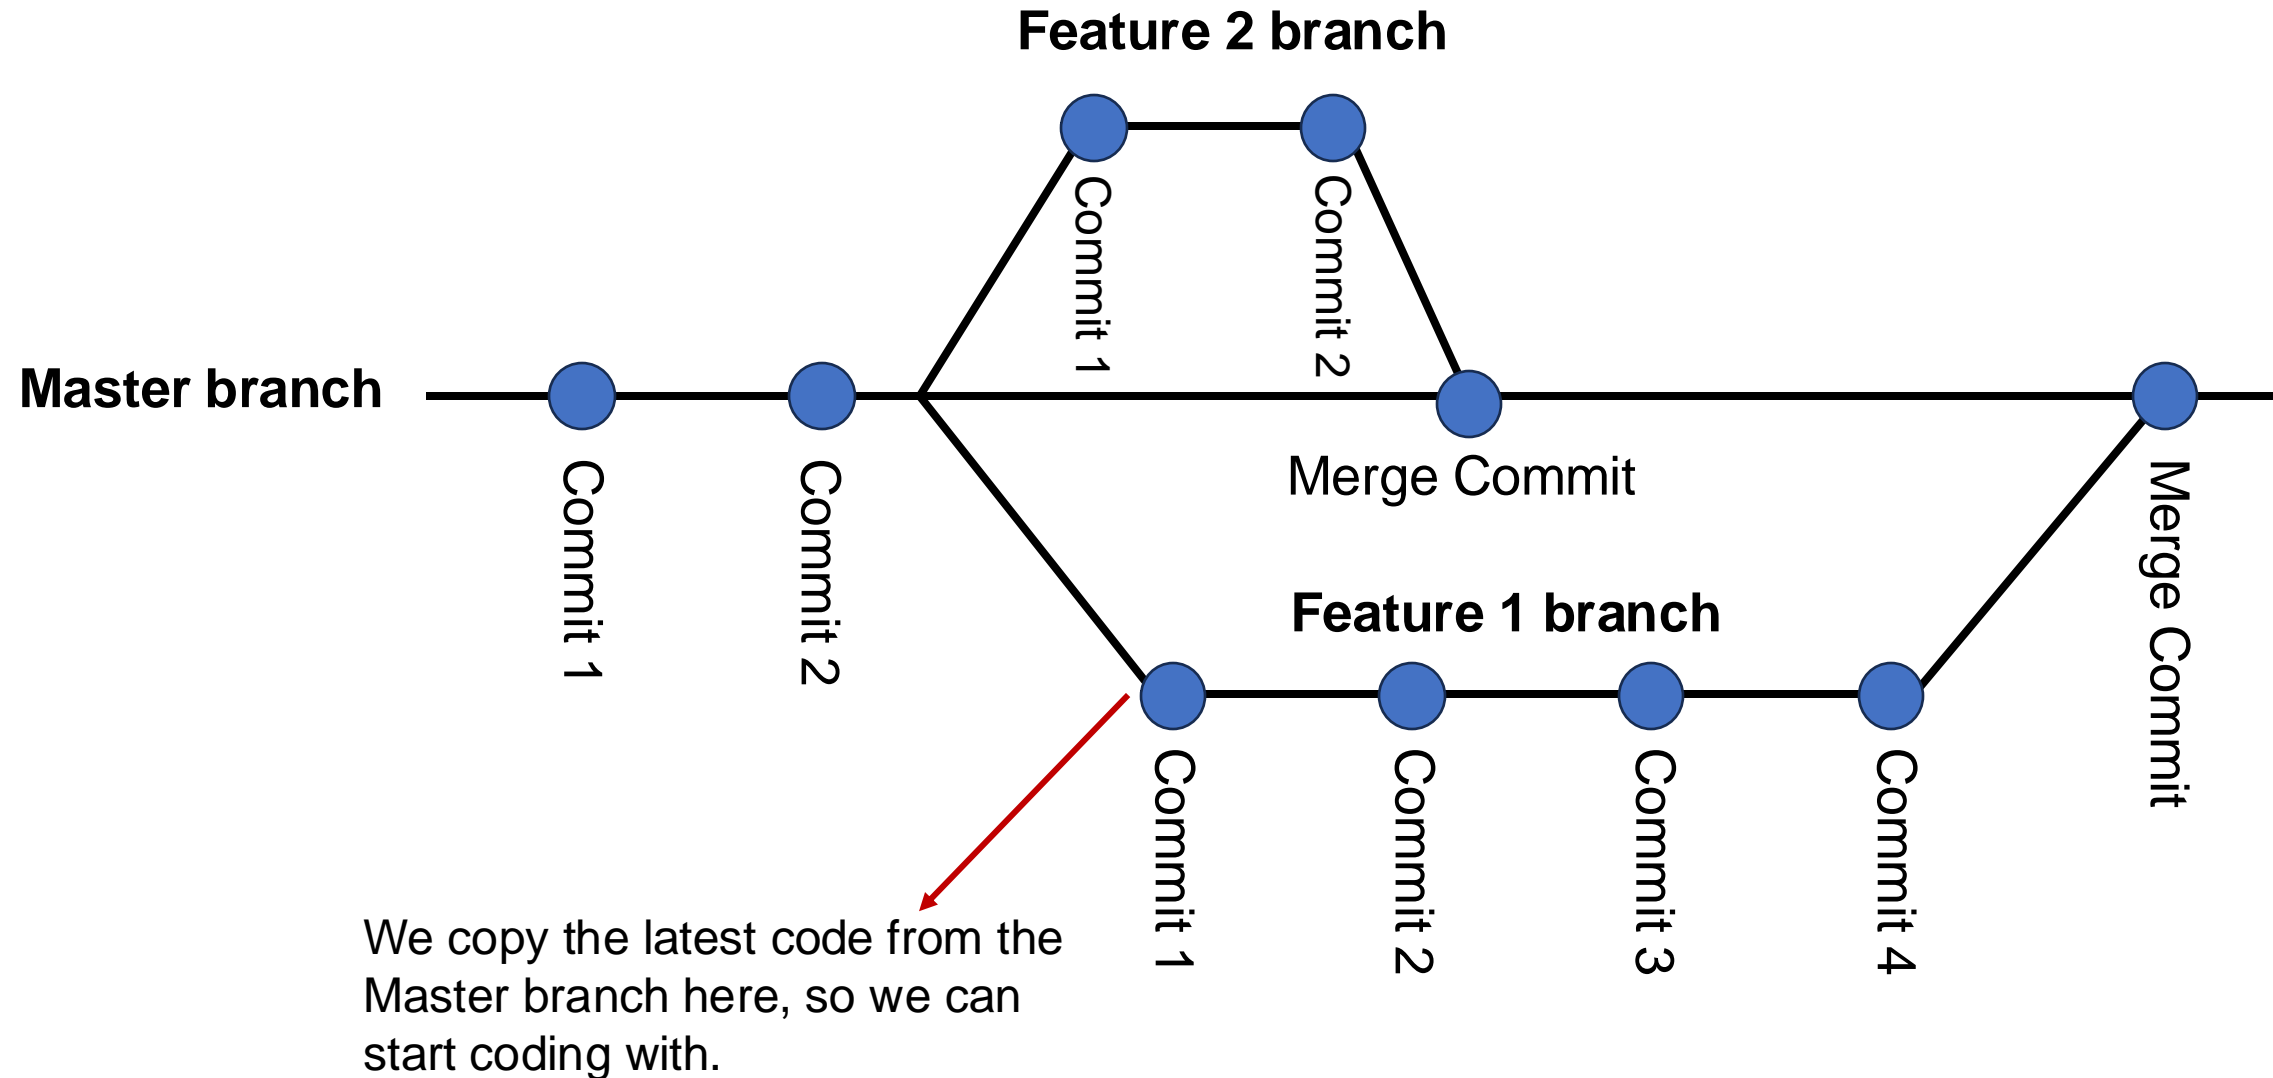 Feature 2 branch
Commit 1
Commit 2
Master branch
Commit 1
Commit 2
Merge Commit
Merge Commit
Feature 1 branch
Commit 1
Commit 2
Commit 3
Commit 4
We copy the latest code from the
Master branch here, so we can
start coding with.